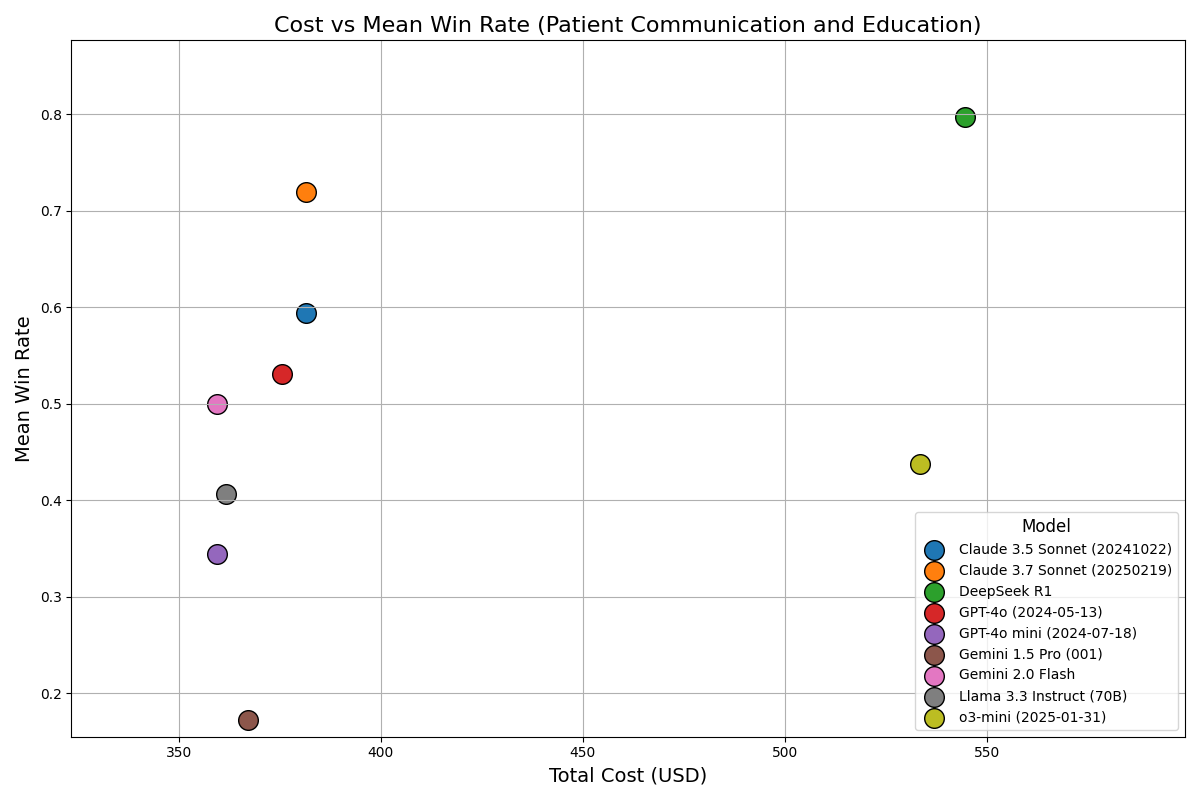 Cost vs Mean Win Rate (Patient Communication and Education)
Mean Win Rate
0.8
0.7
0.6
0.5
0.4
0.3
0.2
350
400
450
500
550
Total Cost (USD)
Model
Claude 3.5 Sonnet (20241022)
Claude 3.7 Sonnet (20250219)
DeepSeek R1
GPT-4o (2024-05-13)
GPT-4o mini (2024-07-18)
Gemini 1.5 Pro (001)
Gemini 2.0 Flash
Llama 3.3 Instruct (70B)
o3-mini (2025-01-31)